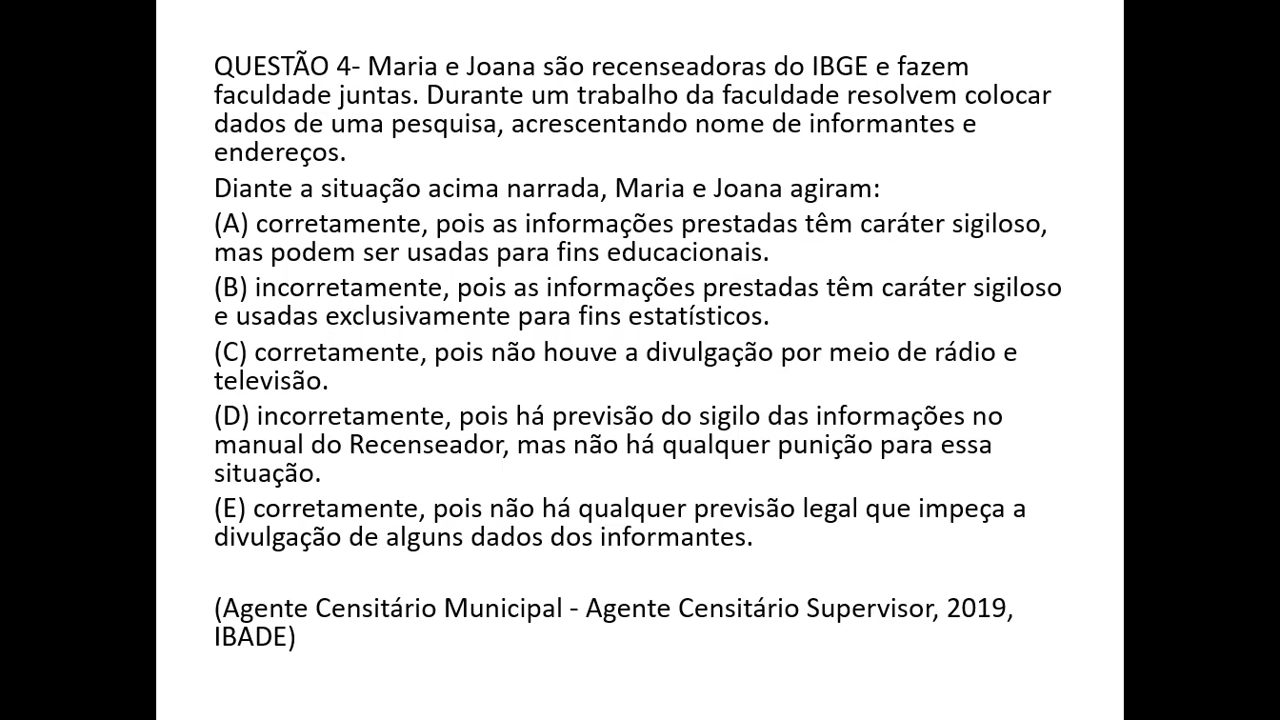 QUESTÃO 4- Maria e Joana são recenseadoras do IBGE e fazem
faculdade juntas. Durante um trabalho da faculdade resolvem colocar
dados de uma pesquisa, acrescentando nome de informantes e
endereços.
Diante a situação acima narrada, Maria e Joana agiram:
(A) corretamente, pois as informações prestadas têm caráter sigiloso,
mas podem ser usadas para fins educacionais.
(B) incorretamente, pois as informações prestadas têm caráter sigiloso
e usadas exclusivamente para fins estatísticos.
(C) corretamente, pois não houve a divulgação por meio de rádio e
televisão.
(D) incorretamente, pois há previsão do sigilo das informações no
manual do Recenseador, mas não há qualquer punição para essa
situação.
(E) corretamente, pois não há qualquer previsão legal que impeça a
divulgação de alguns dados dos informantes.
(Agente Censitário Municipal - Agente Censitário Supervisor, 2019,
IBADE)